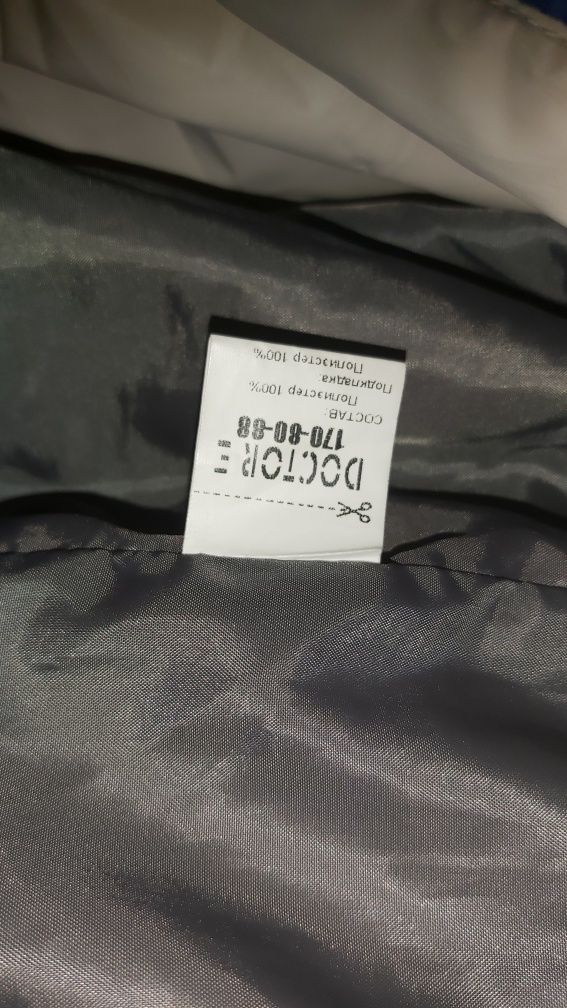 DOCTOR E
170-80-88
СОСТАВ:
Полиэстер 100%
Подкладка:
Полиэстер 100%